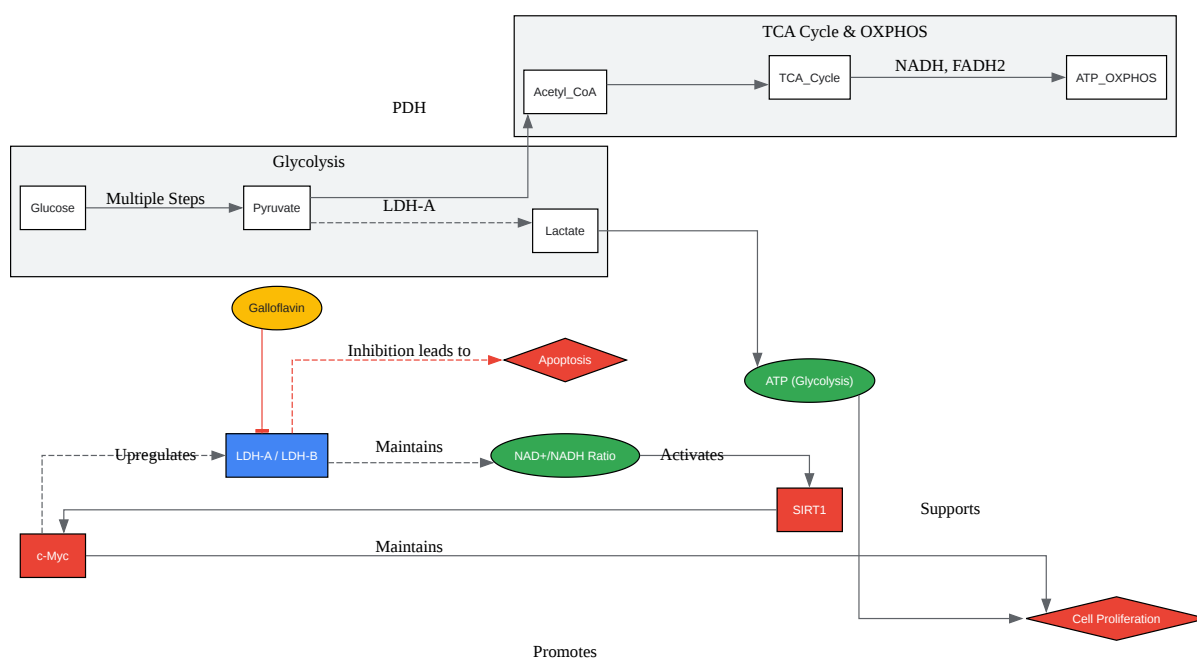 TCA Cycle & OXPHOS
Acetyl_CoA
TCA_Cycle
NADH, FADH2
ATP_OXPHOS
PDH
Glycolysis
Glucose
Multiple Steps
Pyruvate
LDH-A
Lactate
Galloflavin
Inhibition leads to
Apoptosis
ATP (Glycolysis)
Upregulates
LDH-A / LDH-B
Maintains
NAD+/NADH Ratio
Activates
SIRT1
Supports
c-Myc
Maintains
Cell Proliferation
Promotes